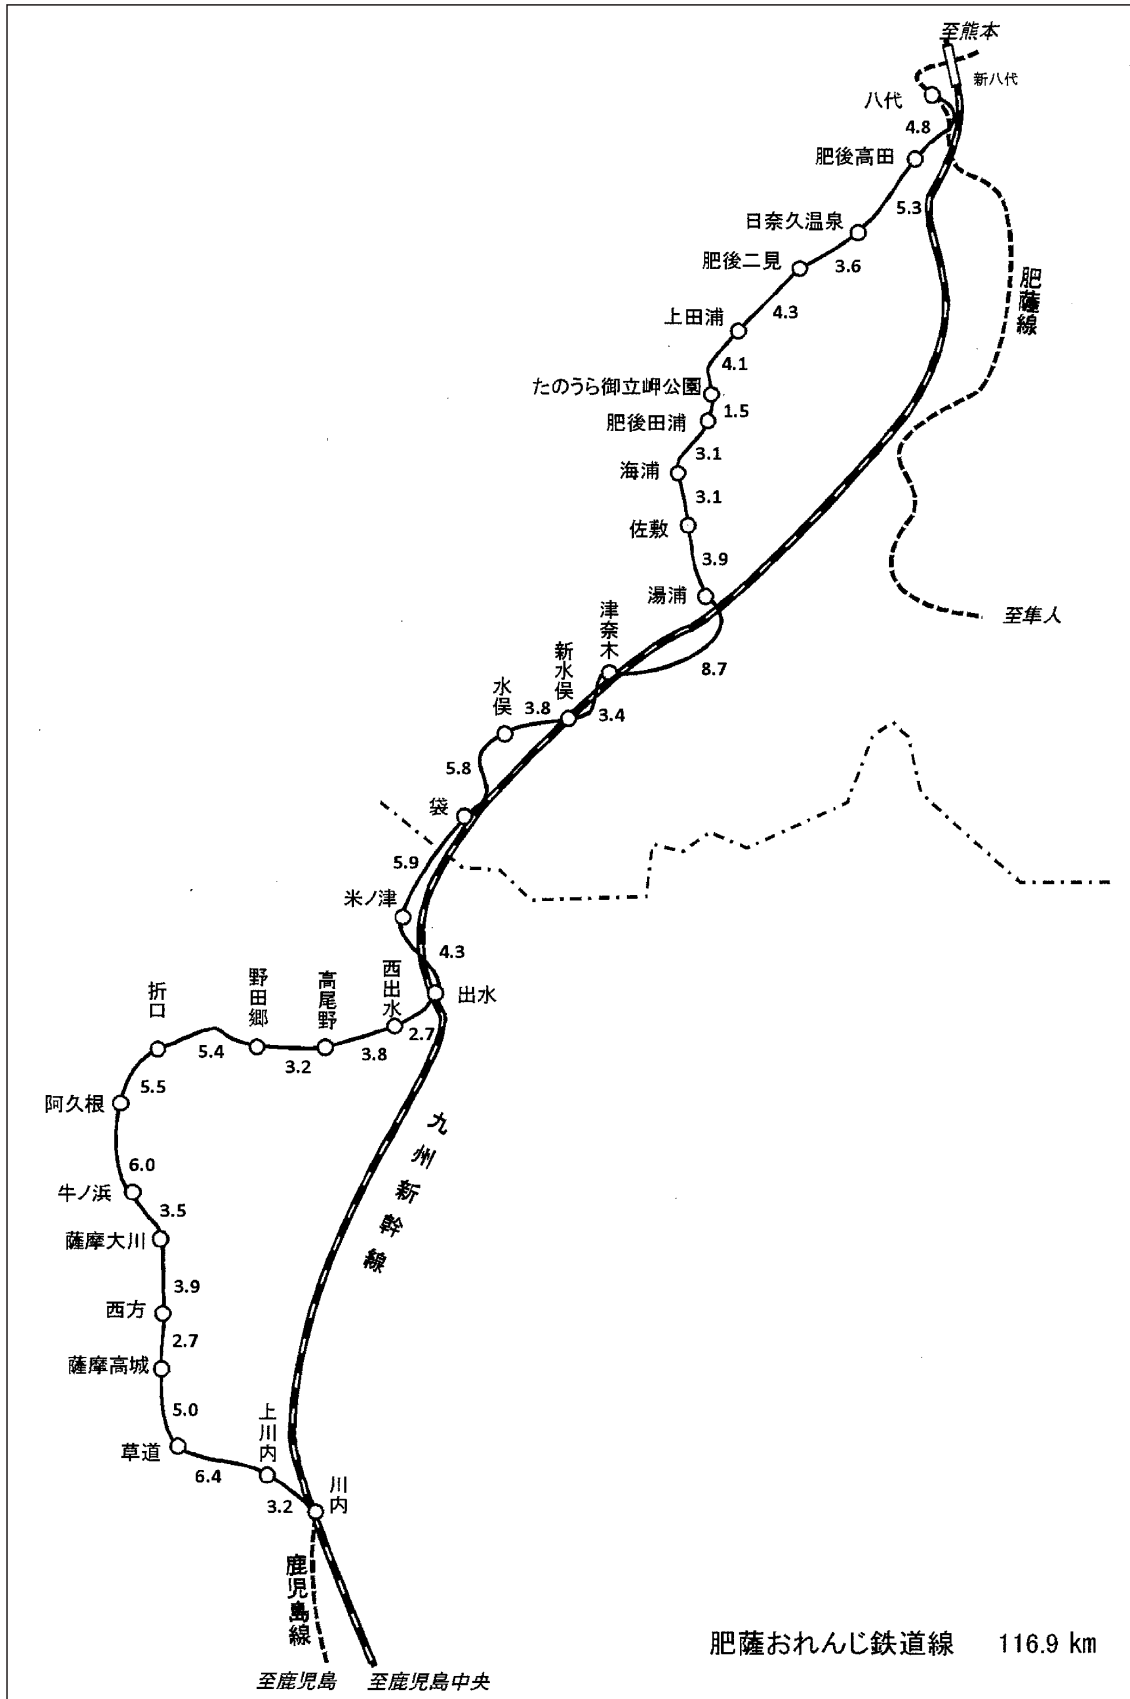 至熊本
新八代
八代
4.8
肥後高田
5.3
日奈久温泉
3.6
肥後二見
4.3
上田浦
4.1
たのうら御立岬公園
1.5
肥後田浦
3.1
海浦
3.1
佐敷
3.9
湯浦
8.7
津奈木
3.4
新水俣
3.8
水俣
5.8
袋
5.9
米ノ津
4.3
出水
2.7
西出水
3.8
高尾野
3.2
野田郷
5.4
折口
5.5
阿久根
6.0
牛ノ浜
3.5
薩摩大川
3.9
西方
2.7
薩摩高城
5.0
草道
6.4
上川内
3.2
川内
肥薩線
至隼人
九州新幹線
鹿児島線
至鹿児島
至鹿児島中央
肥薩おれんじ鉄道線 116.9 km